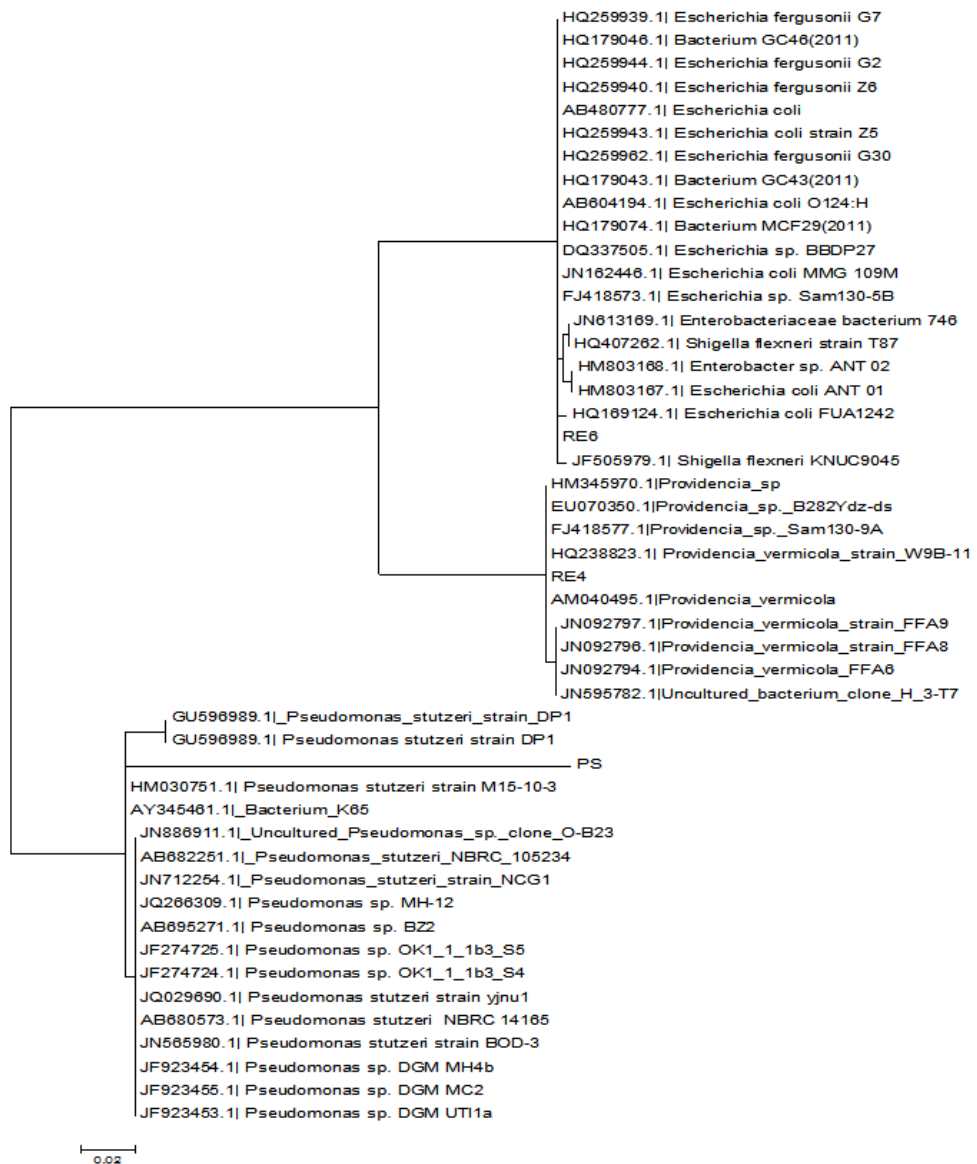 HQ259939.1| Escherichia fergusonii G7
HQ179046.1| Bacterium GC46(2011)
HQ259944.1| Escherichia fergusonii G2
HQ259940.1| Escherichia fergusonii Z6
AB480777.1| Escherichia coli
HQ259943.1| Escherichia coli strain Z5
HQ259962.1| Escherichia fergusonii G30
HQ179043.1| Bacterium GC43(2011)
AB604194.1| Escherichia coli O124:H
HQ179074.1| Bacterium MCF29(2011)
DQ337505.1| Escherichia sp. BBDP27
JN162446.1| Escherichia coli MMG 109M
FJ418573.1| Escherichia sp. Sam130-5B
JN613169.1| Enterobacteriaceae bacterium 746
HQ407262.1| Shigella flexneri strain T87
HM803168.1| Enterobacter sp. ANT 02
HM803167.1| Escherichia coli ANT 01
HQ169124.1| Escherichia coli FUA1242
RE6
JF505979.1| Shigella flexneri KNUC9045
HM345970.1|Providencia_sp
EU070350.1|Providencia_sp._B282Ydz-ds
FJ418577.1|Providencia_sp._Sam130-9A
HQ238823.1| Providencia_vermicola_strain_W9B-11
RE4
AM040495.1|Providencia_vermicola
JN092797.1|Providencia_vermicola_strain_FFA9
JN092796.1|Providencia_vermicola_strain_FFA8
JN092794.1|Providencia_vermicola_FFA6
JN595782.1|Uncultured_bacterium_clone_H_3-T7
GU596989.1|_Pseudomonas_stutzeri_strain_DP1
GU596989.1| Pseudomonas stutzeri strain DP1
PS
HM030751.1| Pseudomonas stutzeri strain M15-10-3
AY345461.1|_Bacterium_K65
JN886911.1|_Uncultured_Pseudomonas_sp._clone_O-B23
AB682251.1|_Pseudomonas_stutzeri_NBRC_105234
JN712254.1|_Pseudomonas_stutzeri_strain_NCG1
JQ266309.1| Pseudomonas sp. MH-12
AB695271.1| Pseudomonas sp. BZ2
JF274725.1| Pseudomonas sp. OK1_1_1b3_S5
JF274724.1| Pseudomonas sp. OK1_1_1b3_S4
JQ029690.1| Pseudomonas stutzeri strain yjnu1
AB680573.1| Pseudomonas stutzeri NBRC 14165
JN565980.1| Pseudomonas stutzeri strain BOD-3
JF923454.1| Pseudomonas sp. DGM MH4b
JF923455.1| Pseudomonas sp. DGM MC2
JF923453.1| Pseudomonas sp. DGM UTI1a
0.02